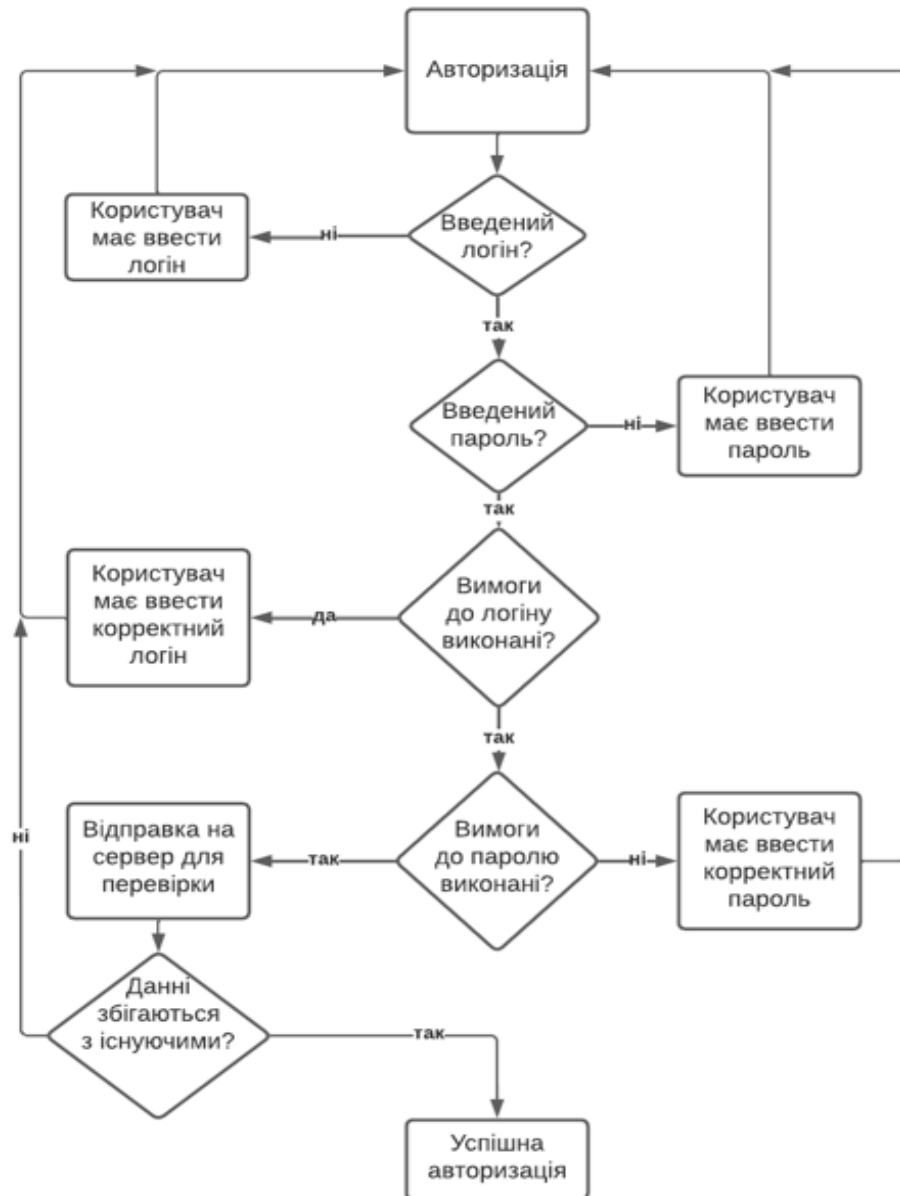 Авторизація
Користувач
має ввести
логін
ні
Введений
логін?
так
Введений
пароль?
ні
Користувач
має ввести
пароль
так
Користувач
має ввести
корректний
логін
да
Вимоги
до логіну
виконані?
так
ні
Відправка на
сервер для
перевірки
так
Вимоги
до паролю
виконані?
ні
Користувач
має ввести
корректний
пароль
Данні
збігаються
з існуючими?
так
Успішна
авторизація